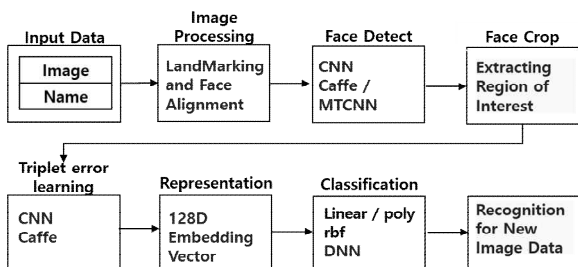 Input Data
Image
Name
Image
Processing
LandMarking
and Face
Alignment
Face Detect
CNN
Caffe /
MTCNN
Face Crop
Extracting
Region of
Interest
Triplet error
learning
CNN
Caffe
Representation
128D
Embedding
Vector
Classification
Linear / poly
rbf
DNN
Recognition
for New
Image Data